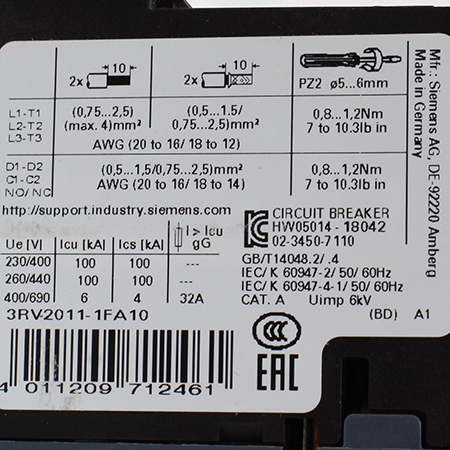 10 10
2x 2x PZ2 ø5...6mm
L1-T1 (0,75...2,5) (0,5...1.5/ 0,8...1,2Nm
L2-T2 (max. 4)mm² 0,75...2,5)mm² 7 to 10.3lb in
L3-T3 AWG (20 to 16/ 18 to 12)
D1-D2 (0,5...1.5/0,75...2,5)mm² 0,8...1,2Nm
C1-C2 AWG (20 to 16/ 18 to 14) 7 to 10.3lb in
NO/NC
http://support.industry.siemens.com
Ue [V] Icu [kA] Ics [kA] I > Icu
gG
230/400 100 100 —
260/440 100 100 —
400/690 6 4 32A
3RV2011-1FA10
CIRCUIT BREAKER
HW05014-18042
02-3450-7110
GB/T14048.2/ .4
IEC/K 60947-2/ 50/ 60Hz
IEC/K 60947-4-1/ 50/ 60Hz
CAT. A Uimp 6kV
(BD) A1
CCC
EAC
4 011209 712461
Mfr.: Siemens AG, DE-92220 Amberg
Made in Germany